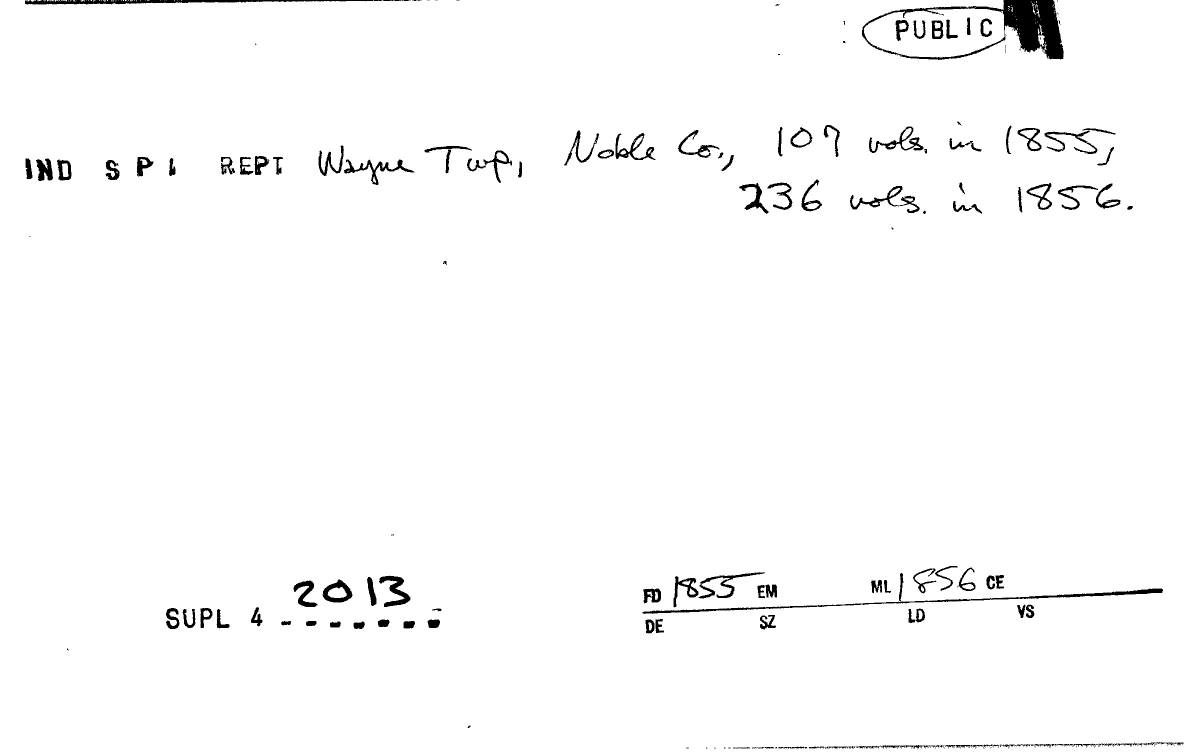 PUBLIC
IND S P I REPT Wayne Twp, Noble Co., 107 vols. in 1855,
236 vols. in 1856.
2013
SUPL 4 -------
FD 1855 EM ML 1856 CE
DE SZ LD VS